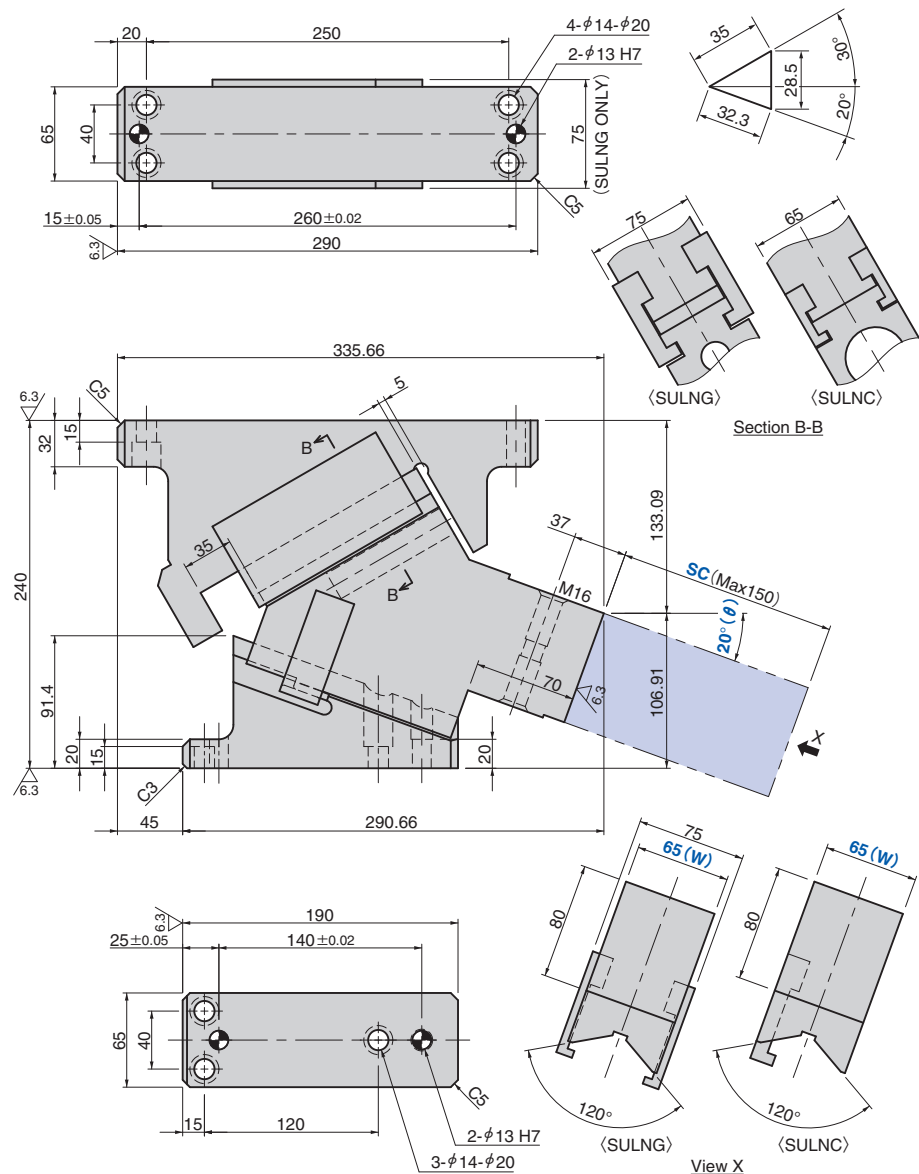 20
250
4-φ14-φ20
2-φ13 H7
65
40
75
(SULNG ONLY)
15±0.05
260±0.02
C5
6.3
290
35
30°
28.5
32.3
20°
75
65
〈SULNG〉
〈SULNC〉
Section B-B
335.66
6.3
C5
5
32
15
B
133.09
35
37
SC(Max150)
240
B
M16
20°(θ)
91.4
70
6.3
106.91
X
20
15
20
6.3
C3
45
290.66
75
65(W)
65(W)
80
80
120°
120°
〈SULNG〉
〈SULNC〉
View X
6.3
190
25±0.05
140±0.02
65
40
C5
15
120
2-φ13 H7
3-φ14-φ20